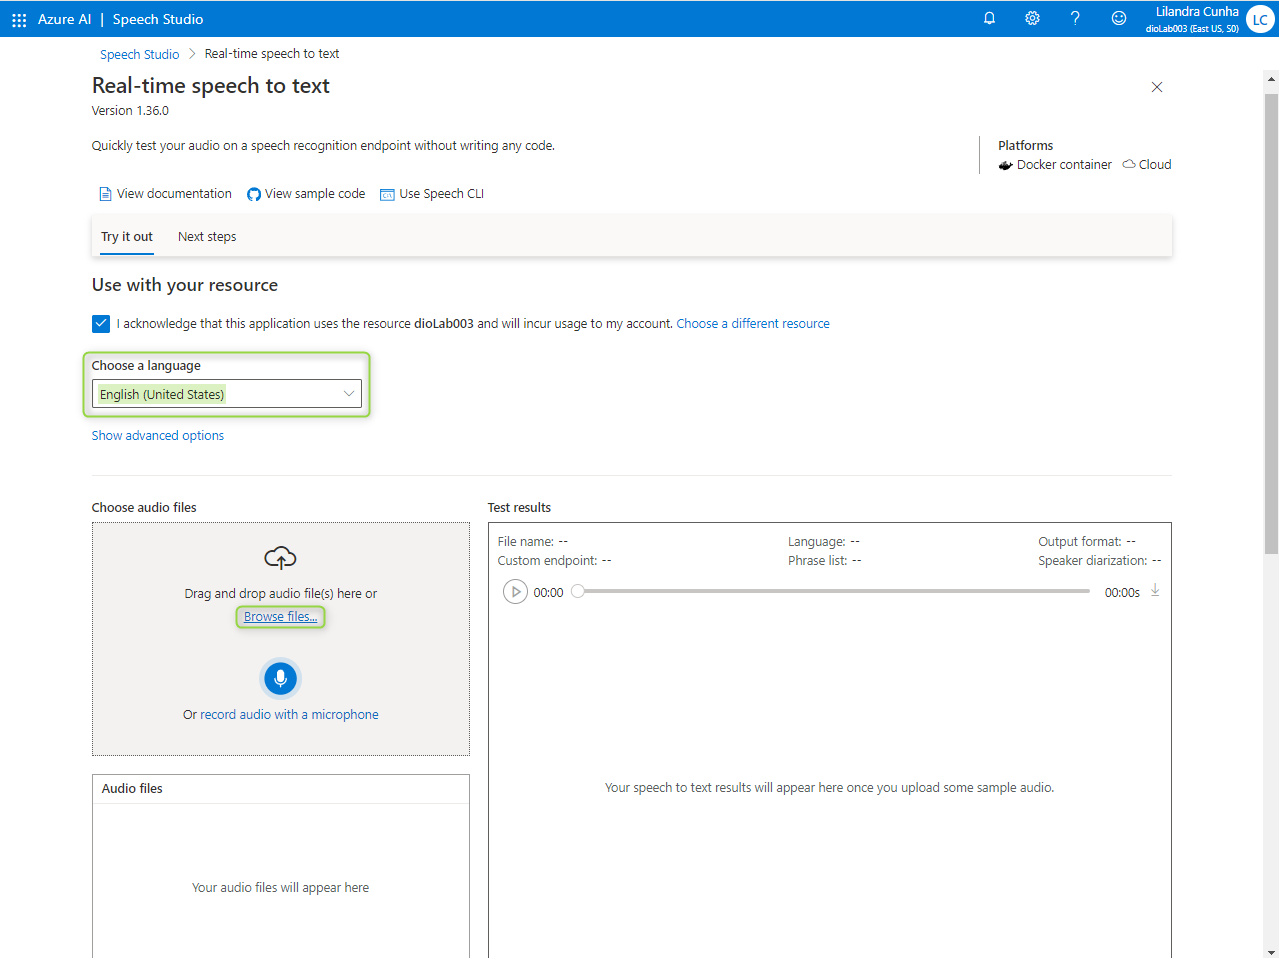 Azure AI | Speech Studio
Lilandra Cunha
dioLab003 (East US, S0)
LC
Speech Studio > Real-time speech to text
Real-time speech to text
Version 1.36.0
Quickly test your audio on a speech recognition endpoint without writing any code.
Platforms
Docker container Cloud
View documentation View sample code Use Speech CLI
Try it out Next steps
Use with your resource
I acknowledge that this application uses the resource dioLab003 and will incur usage to my account. Choose a different resource
Choose a language
English (United States)
Show advanced options
Choose audio files
Drag and drop audio file(s) here or
Browse files...
Or record audio with a microphone
Audio files
Your audio files will appear here
Test results
File name: -- Language: -- Output format: --
Custom endpoint: -- Phrase list: -- Speaker diarization: --
00:00 00:00s
Your speech to text results will appear here once you upload some sample audio.